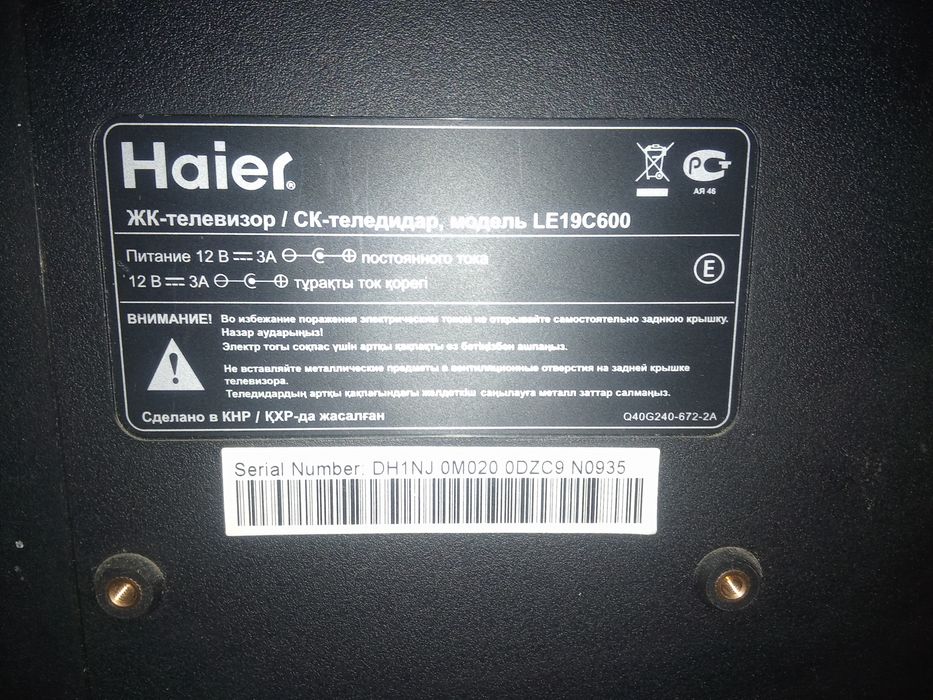 Haier®
РСТ
АЯ 46
ЖК-телевизор / СК-теледидар, модель LE19C600
Питание 12 В 3А постоянного тока
12 В 3А тұрақты ток қорегі
E
ВНИМАНИЕ! Во избежание поражения электрическим током не открывайте самостоятельно заднюю крышку.
Назар аударыңыз!
Электр тогы соқпас үшін артқы қақпақты өз бетіңізбен ашпаңыз.
Не вставляйте металлические предметы в вентиляционные отверстия на задней крышке
телевизора.
Теледидардың артқы қақпағындағы желдеткіш саңылауға металл заттар салмаңыз.
Сделано в КНР / ҚХР-да жасалған
Q40G240-672-2A
Serial Number: DH1NJ 0M020 0DZC9 N0935